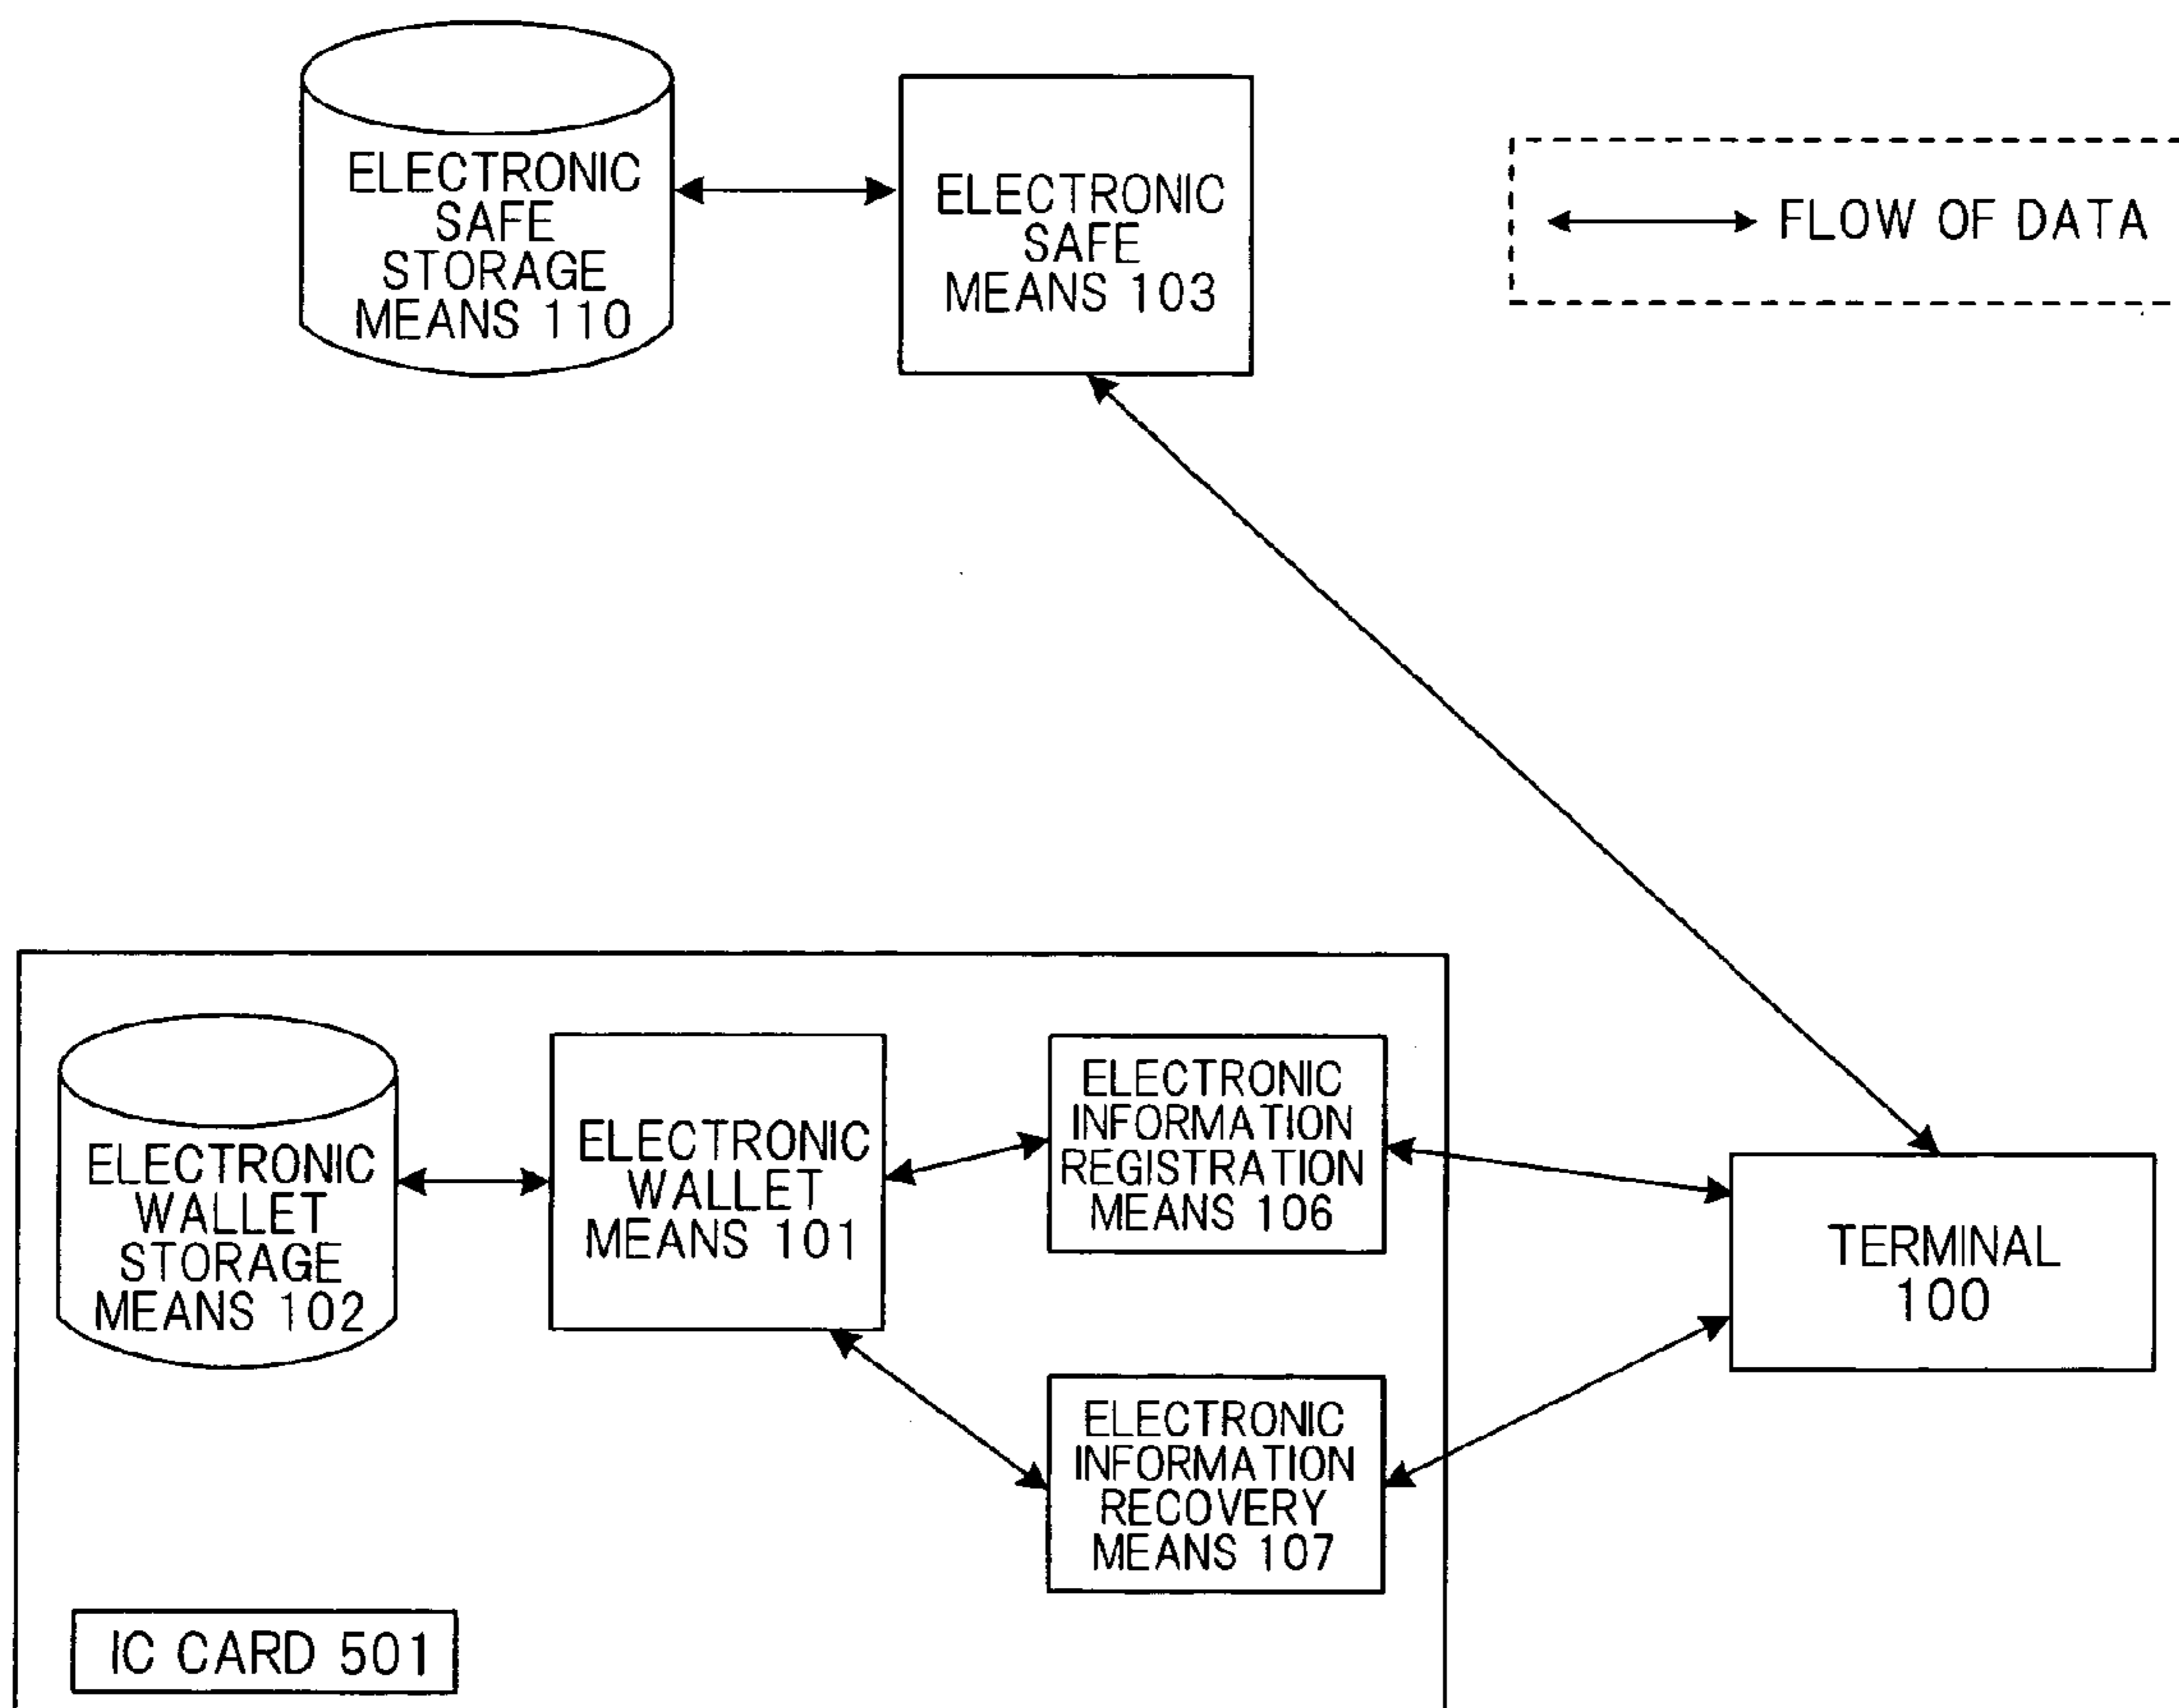 ELECTRONIC
SAFE
STORAGE
MEANS 110
ELECTRONIC
SAFE
MEANS 103
FLOW OF DATA
ELECTRONIC
WALLET
STORAGE
MEANS 102
ELECTRONIC
WALLET
MEANS 101
ELECTRONIC
INFORMATION
REGISTRATION
MEANS 106
ELECTRONIC
INFORMATION
RECOVERY
MEANS 107
TERMINAL
100
IC CARD 501